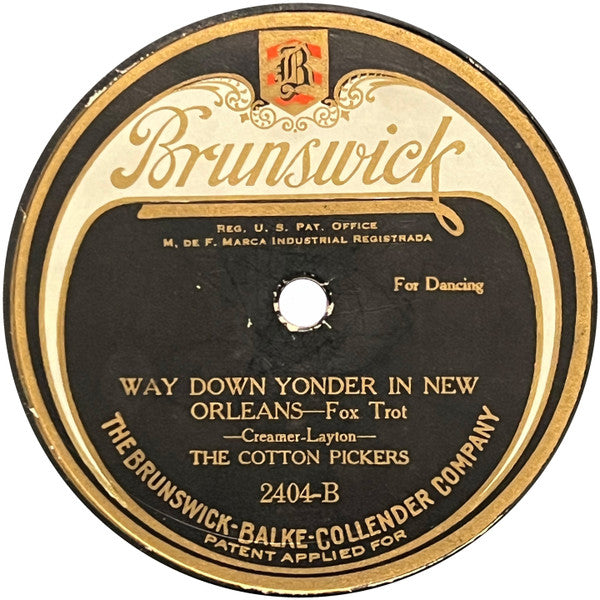 B
Brunswick
REG. U. S. PAT. OFFICE
M. DE F. MARCA INDUSTRIAL REGISTRADA
For Dancing
WAY DOWN YONDER IN NEW
ORLEANS—Fox Trot
—Creamer-Layton—
THE COTTON PICKERS
2404-B
THE BRUNSWICK-BALKE-COLLENDER COMPANY
PATENT APPLIED FOR